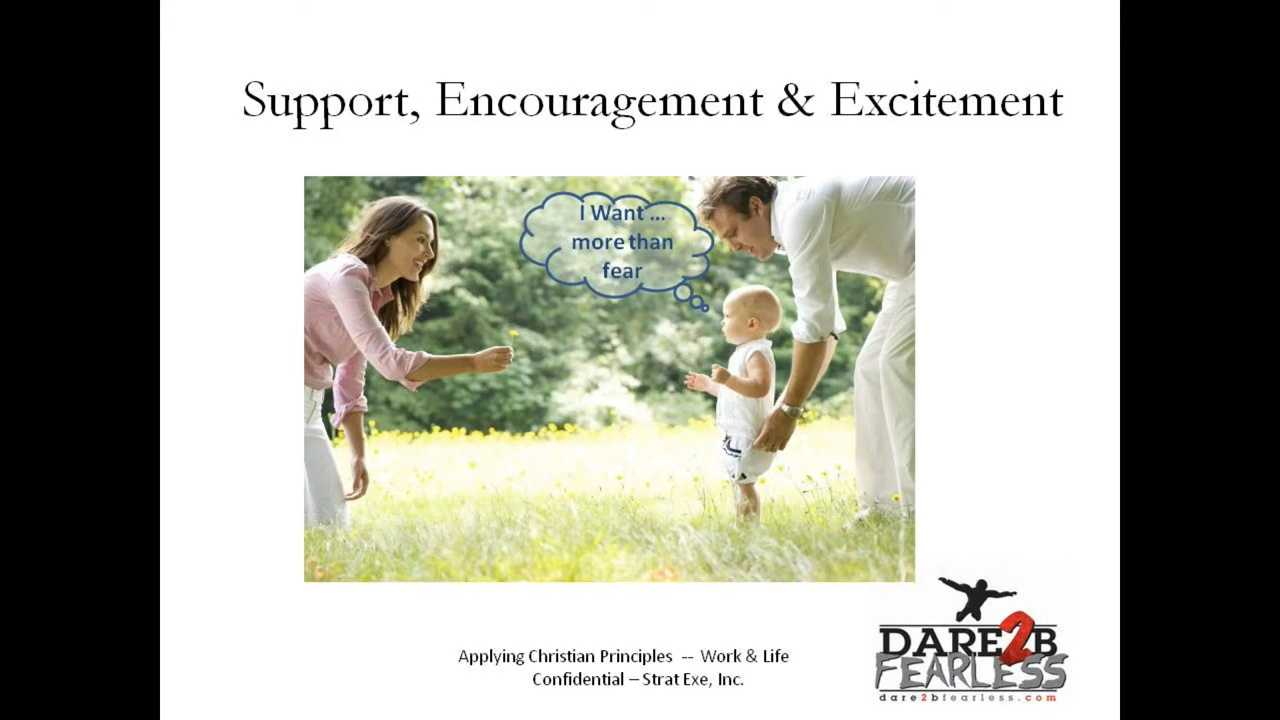 Support, Encouragement & Excitement
I Want ...
more than
fear
Applying Christian Principles -- Work & Life
Confidential – Strat Exe, Inc.
DARE2B
FEARLESS
dare2bfearless.com